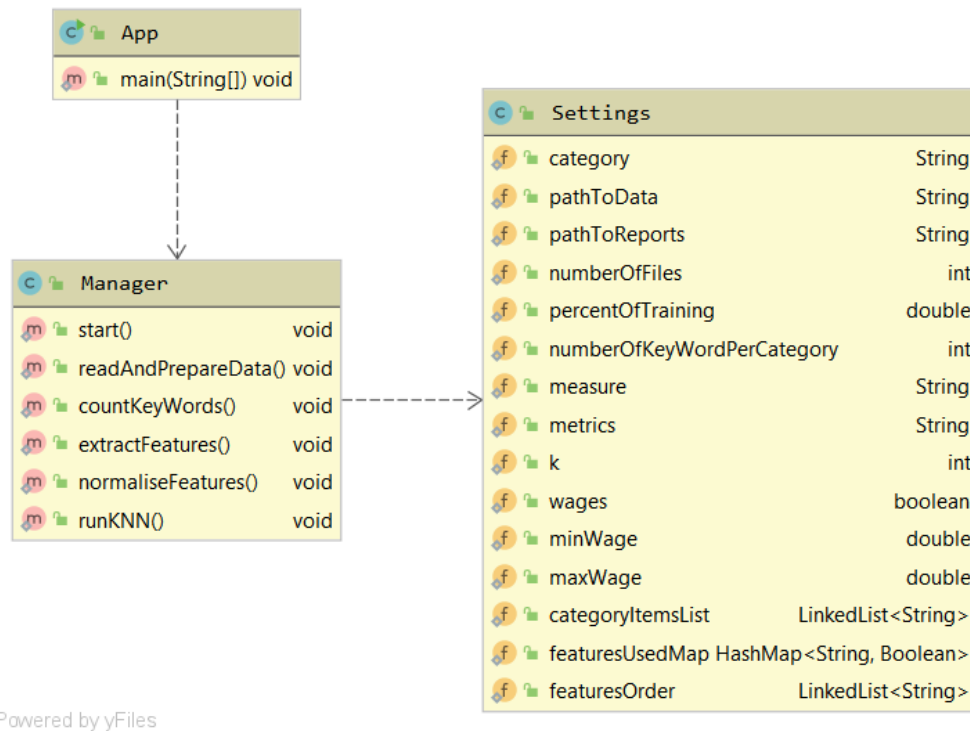 App
main(String[]) void
Manager
start() void
readAndPrepareData() void
countKeyWords() void
extractFeatures() void
normaliseFeatures() void
runKNN() void
Settings
category String
pathToData String
pathToReports String
numberOfFiles int
percentOfTraining double
numberOfKeyWordPerCategory int
measure String
metrics String
k int
wages boolean
minWage double
maxWage double
categoryItemsList LinkedList<String>
featuresUsedMap HashMap<String, Boolean>
featuresOrder LinkedList<String>
Powered by yFiles